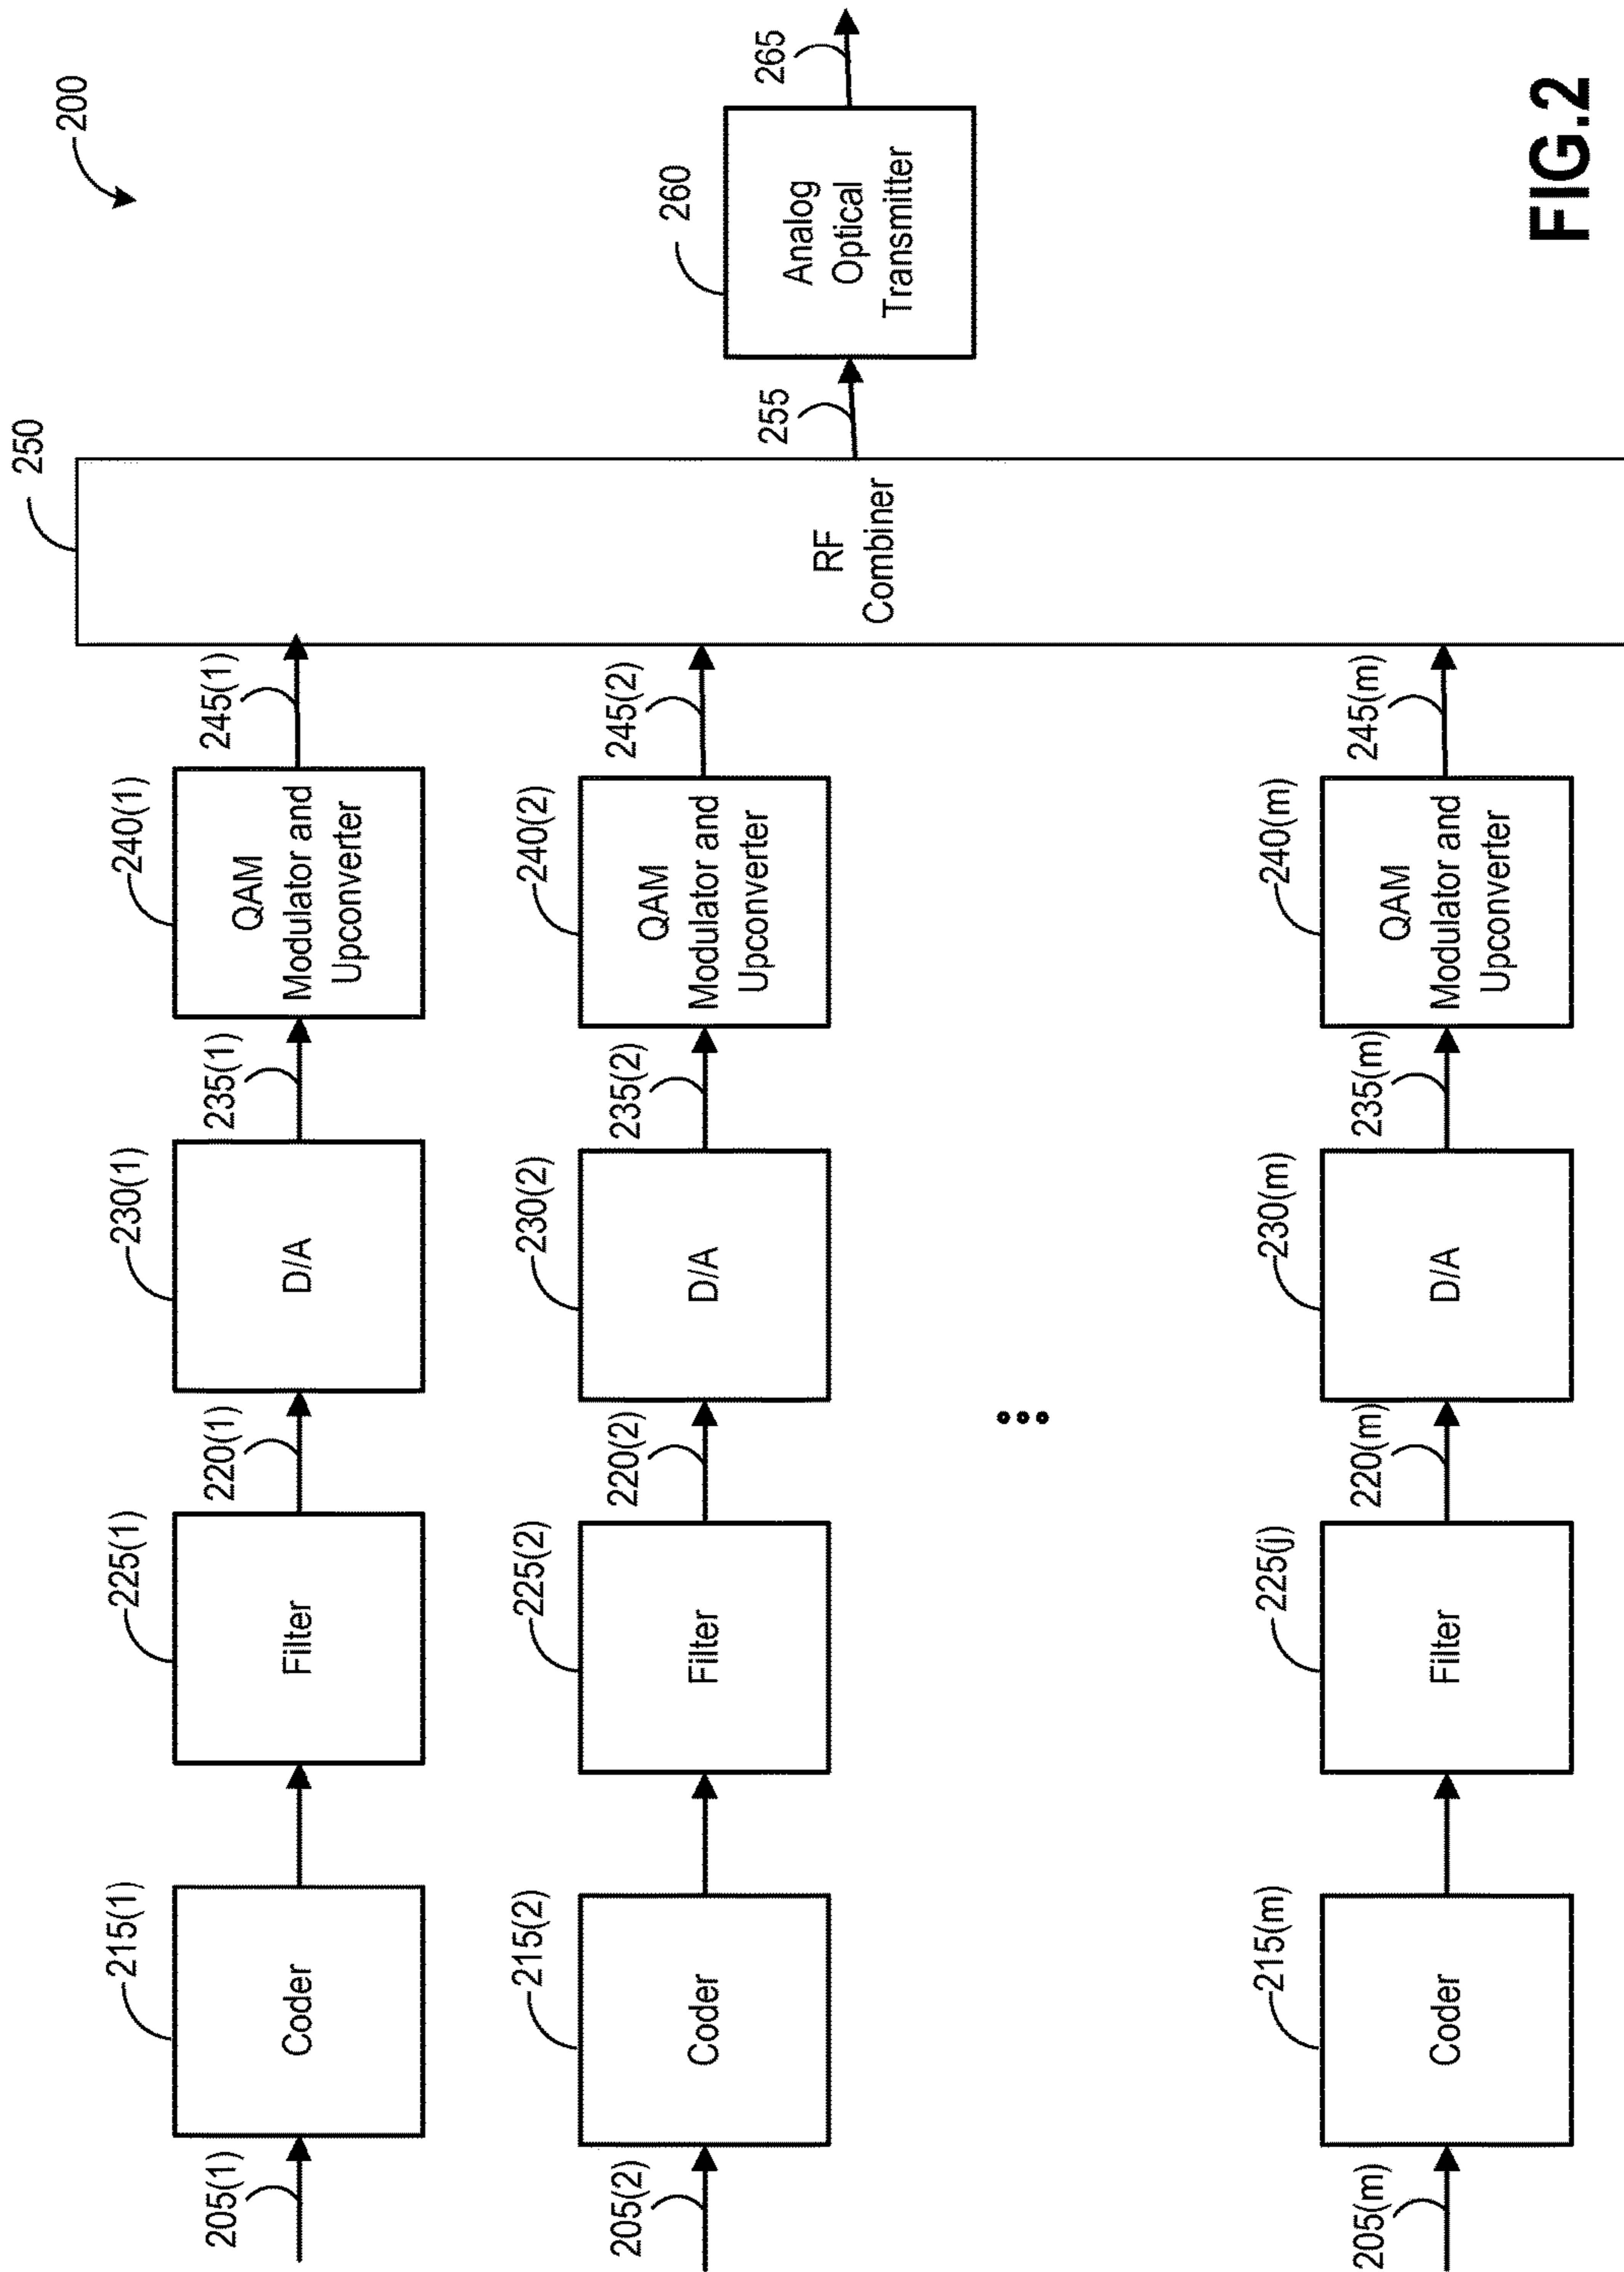 200
205(1)
215(1)
Coder
225(1)
Filter
220(1)
230(1)
D/A
235(1)
240(1)
QAM
Modulator and
Upconverter
245(1)
205(2)
215(2)
Coder
225(2)
Filter
220(2)
230(2)
D/A
235(2)
240(2)
QAM
Modulator and
Upconverter
245(2)
205(m)
215(m)
Coder
225(j)
Filter
220(m)
230(m)
D/A
235(m)
240(m)
QAM
Modulator and
Upconverter
245(m)
250
RF
Combiner
255
260
Analog
Optical
Transmitter
265
FIG.2